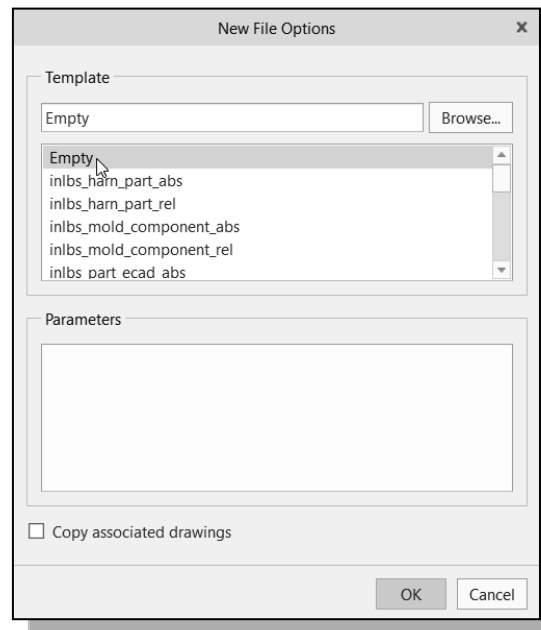 New File Options
Template
Empty
Browse...
Empty
inlbs_harn_part_abs
inlbs_harn_part_rel
inlbs_mold_component_abs
inlbs_mold_component_rel
inlbs_part_ecad_abs
Parameters
Copy associated drawings
OK
Cancel